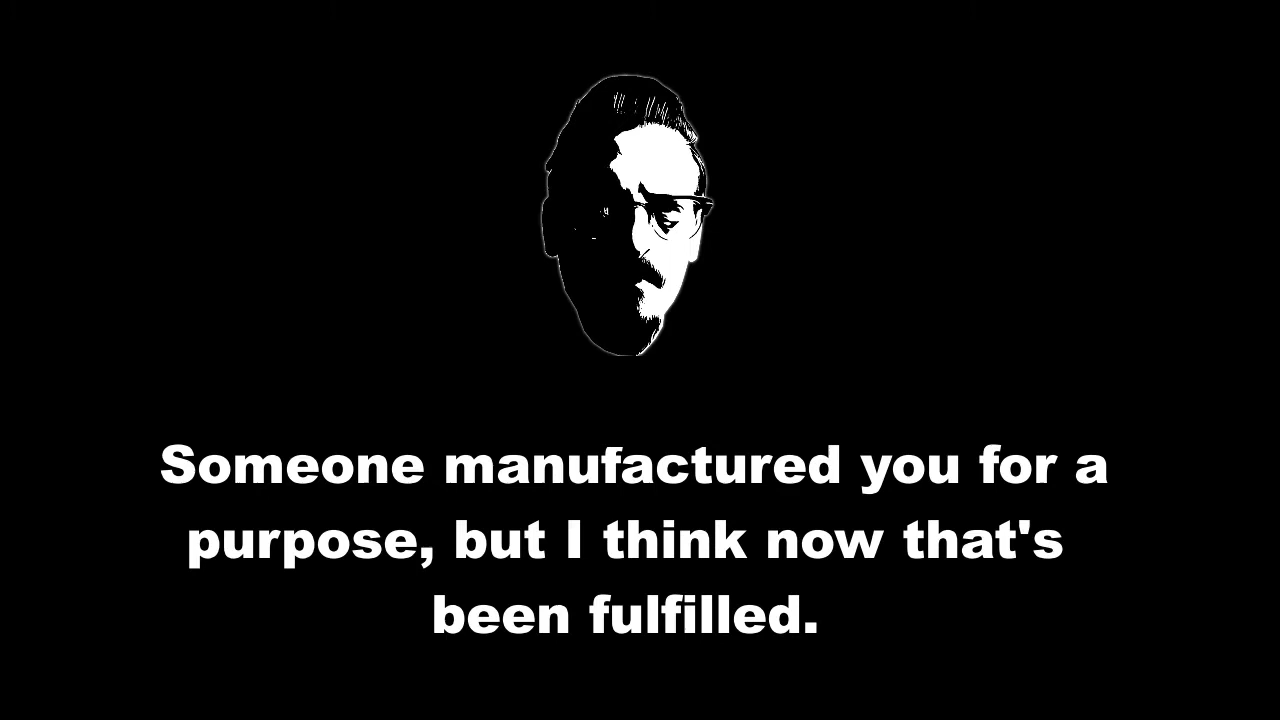 Someone manufactured you for a
purpose, but I think now that's
been fulfilled.